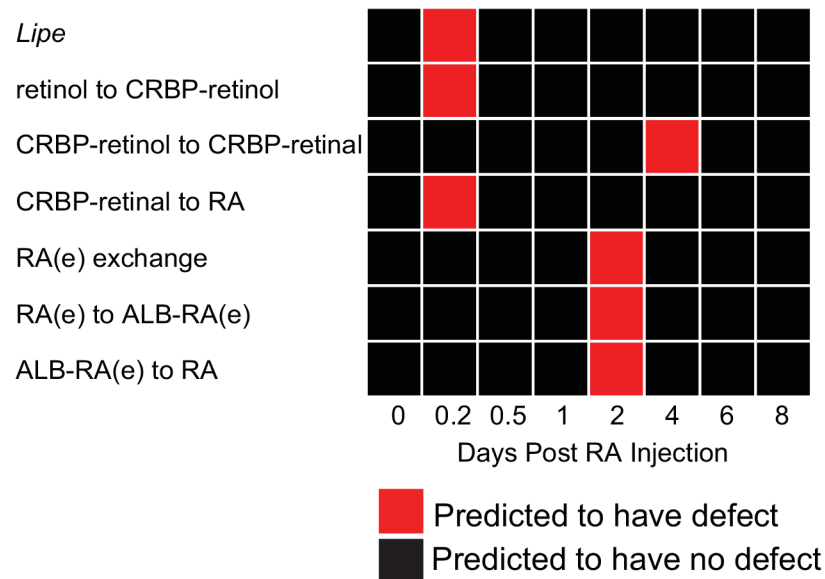 Lipe
retinol to CRBP-retinol
CRBP-retinol to CRBP-retinal
CRBP-retinal to RA
RA(e) exchange
RA(e) to ALB-RA(e)
ALB-RA(e) to RA
0 0.2 0.5 1 2 4 6 8
Days Post RA Injection
Predicted to have defect
Predicted to have no defect